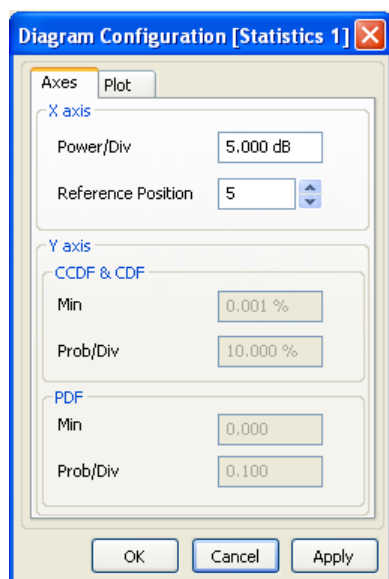 Diagram Configuration [Statistics 1]
Axes Plot
X axis
Power/Div 5.000 dB
Reference Position 5
Y axis
CCDF & CDF
Min 0.001 %
Prob/Div 10.000 %
PDF
Min 0.000
Prob/Div 0.100
OK Cancel Apply